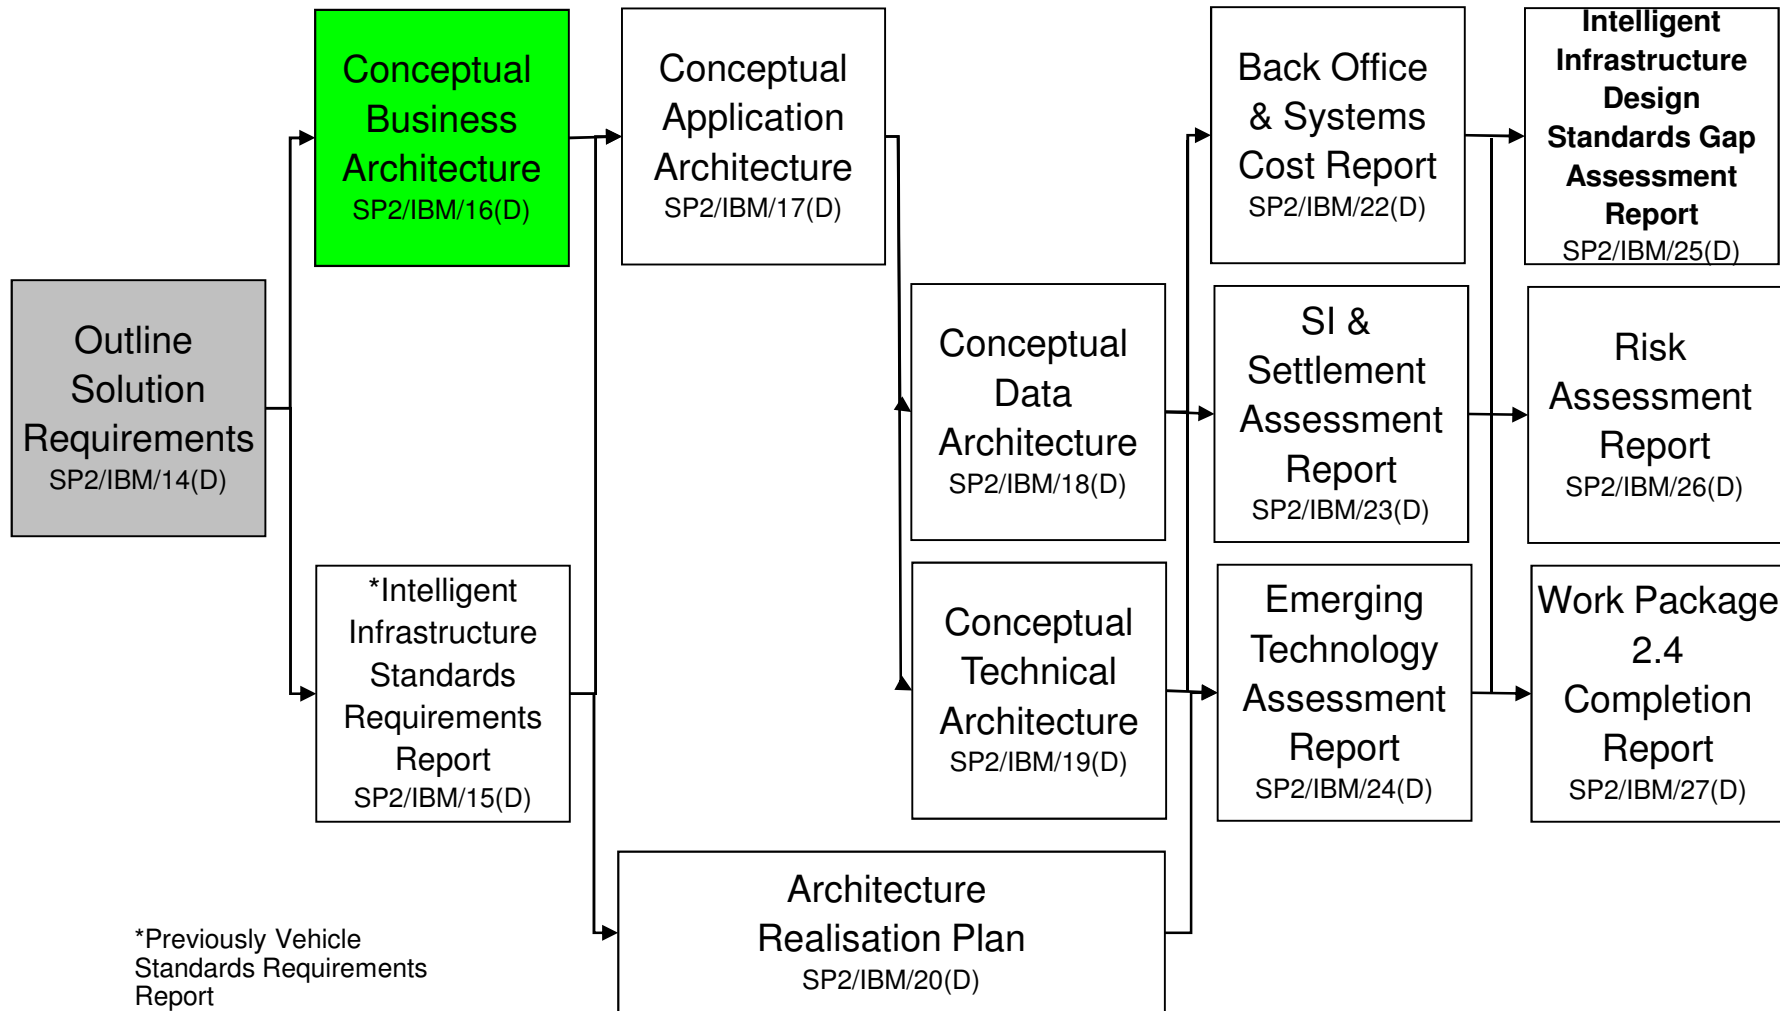 Conceptual
Business
Architecture
SP2/IBM/16(D)
Conceptual
Application
Architecture
SP2/IBM/17(D)
Back Office
& Systems
Cost Report
SP2/IBM/22(D)
Intelligent
Infrastructure
Design
Standards Gap
Assessment
Report
SP2/IBM/25(D)
Outline
Solution
Requirements
SP2/IBM/14(D)
Conceptual
Data
Architecture
SP2/IBM/18(D)
SI &
Settlement
Assessment
Report
SP2/IBM/23(D)
Risk
Assessment
Report
SP2/IBM/26(D)
*Intelligent
Infrastructure
Standards
Requirements
Report
SP2/IBM/15(D)
Conceptual
Technical
Architecture
SP2/IBM/19(D)
Emerging
Technology
Assessment
Report
SP2/IBM/24(D)
Work Package
2.4
Completion
Report
SP2/IBM/27(D)
Architecture
Realisation Plan
SP2/IBM/20(D)
*Previously Vehicle
Standards Requirements
Report